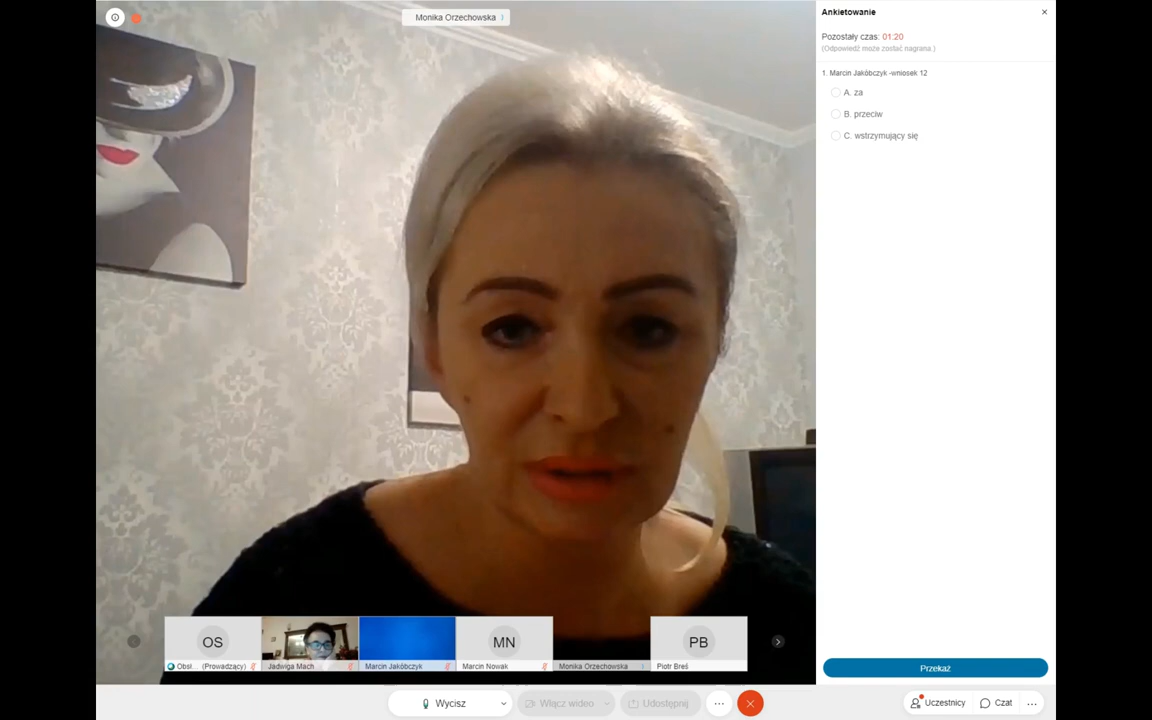 Monika Orzechowska
Ankietowanie
Pozostały czas: 01:20
(Odpowiedź może zostać nagrana.)
1. Marcin Jakóbczyk -wniosek 12
A. za
B. przeciw
C. wstrzymujący się
OS
MN
PB
Obsł... (Prowadzący)
Jadwiga Mach
Marcin Jakóbczyk
Marcin Nowak
Monika Orzechowska
Piotr Breś
Przekaż
Wycisz
Włącz wideo
Udostępnij
Uczestnicy
Czat